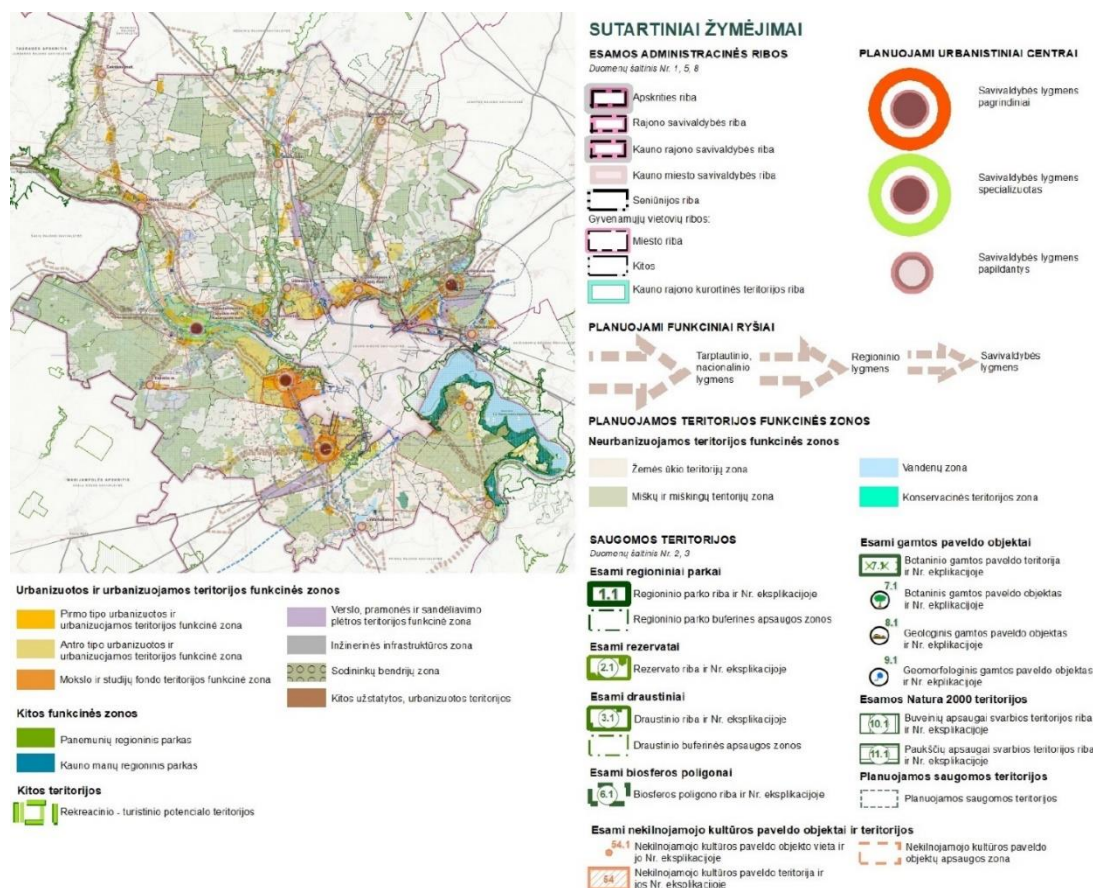 SUTARTINIAI ŽYMĖJIMAI
ESAMOS ADMINISTRACINĖS RIBOS
Duomenų šaltinis Nr. 1, 5, 8
Apskrities riba
Rajono savivaldybės riba
Kauno rajono savivaldybės riba
Kauno miesto savivaldybės riba
Seniūnijos riba
Gyvenamųjų vietovių ribos:
Miesto riba
Kitos
Kauno rajono kurortinės teritorijos riba
PLANUOJAMI URBANISTINIAI CENTRAI
Savivaldybės lygmens
pagrindiniai
Savivaldybės lygmens
specializuotas
Savivaldybės lygmens
papildantys
PLANUOJAMI FUNKCINIAI RYŠIAI
Tarptautinio,
nacionalinio
lygmens
Regioninio
lygmens
Savivaldybės
lygmens
PLANUOJAMOS TERITORIJOS FUNKCINĖS ZONOS
Neurbanizuojamos teritorijos funkcinės zonos
Žemės ūkio teritorijų zona
Miškų ir miškingų teritorijų zona
Vandenų zona
Konservacinės teritorijos zona
SAUGOMOS TERITORIJOS
Duomenų šaltinis Nr. 2, 3
Esami regioniniai parkai
1.1 Regioninio parko riba ir Nr. eksplikacijoje
Regioninio parko buferinės apsaugos zonos
Esami rezervatai
2.1 Rezervato riba ir Nr. eksplikacijoje
Esami draustiniai
3.1 Draustinio riba ir Nr. eksplikacijoje
Draustinio buferinės apsaugos zonos
Esami biosferos poligonai
6.1 Biosferos poligono riba ir Nr. eksplikacijoje
Esami gamtos paveldo objektai
7.1 Botaninio gamtos paveldo teritorija
ir Nr. ekplikacijoje
7.1 Botaninis gamtos paveldo objektas
ir Nr. ekplikacijoje
8.1 Geologinis gamtos paveldo objektas
ir Nr. ekplikacijoje
9.1 Geomorfologinis gamtos paveldo objektas
ir Nr. ekplikacijoje
Esamos Natura 2000 teritorijos
10.1 Buveinių apsaugai svarbios teritorijos riba
ir Nr. eksplikacijoje
11.1 Paukščių apsaugai svarbios teritorijos riba
ir Nr. eksplikacijoje
Planuojamos saugomos teritorijos
Planuojamos saugomos teritorijos
Esami nekilnojamojo kultūros paveldo objektai ir teritorijos
54.1 Nekilnojamojo kultūros paveldo objekto vieta ir
jo Nr. eksplikacijoje
54 Nekilnojamojo kultūros paveldo teritorija ir
jos Nr. eksplikacijoje
Nekilnojamojo kultūros paveldo
objektų apsaugos zona
Urbanizuotos ir urbanizuojamos teritorijos funkcinės zonos
Pirmo tipo urbanizuotos ir
urbanizuojamos teritorijos funkcinė zona
Antro tipo urbanizuotos ir
urbanizuojamos teritorijos funkcinė zona
Mokslo ir studijų fondo teritorijos funkcinė zona
Verslo, pramonės ir sandėliavimo
plėtros teritorijos funkcinė zona
Inžinerinės infrastruktūros zona
Sodininkų bendrijų zona
Kitos užstatytos, urbanizuotos teritorijos
Kitos funkcinės zonos
Panemunių regioninis parkas
Kauno marių regioninis parkas
Kitos teritorijos
Rekreacinio - turistinio potencialo teritorijos